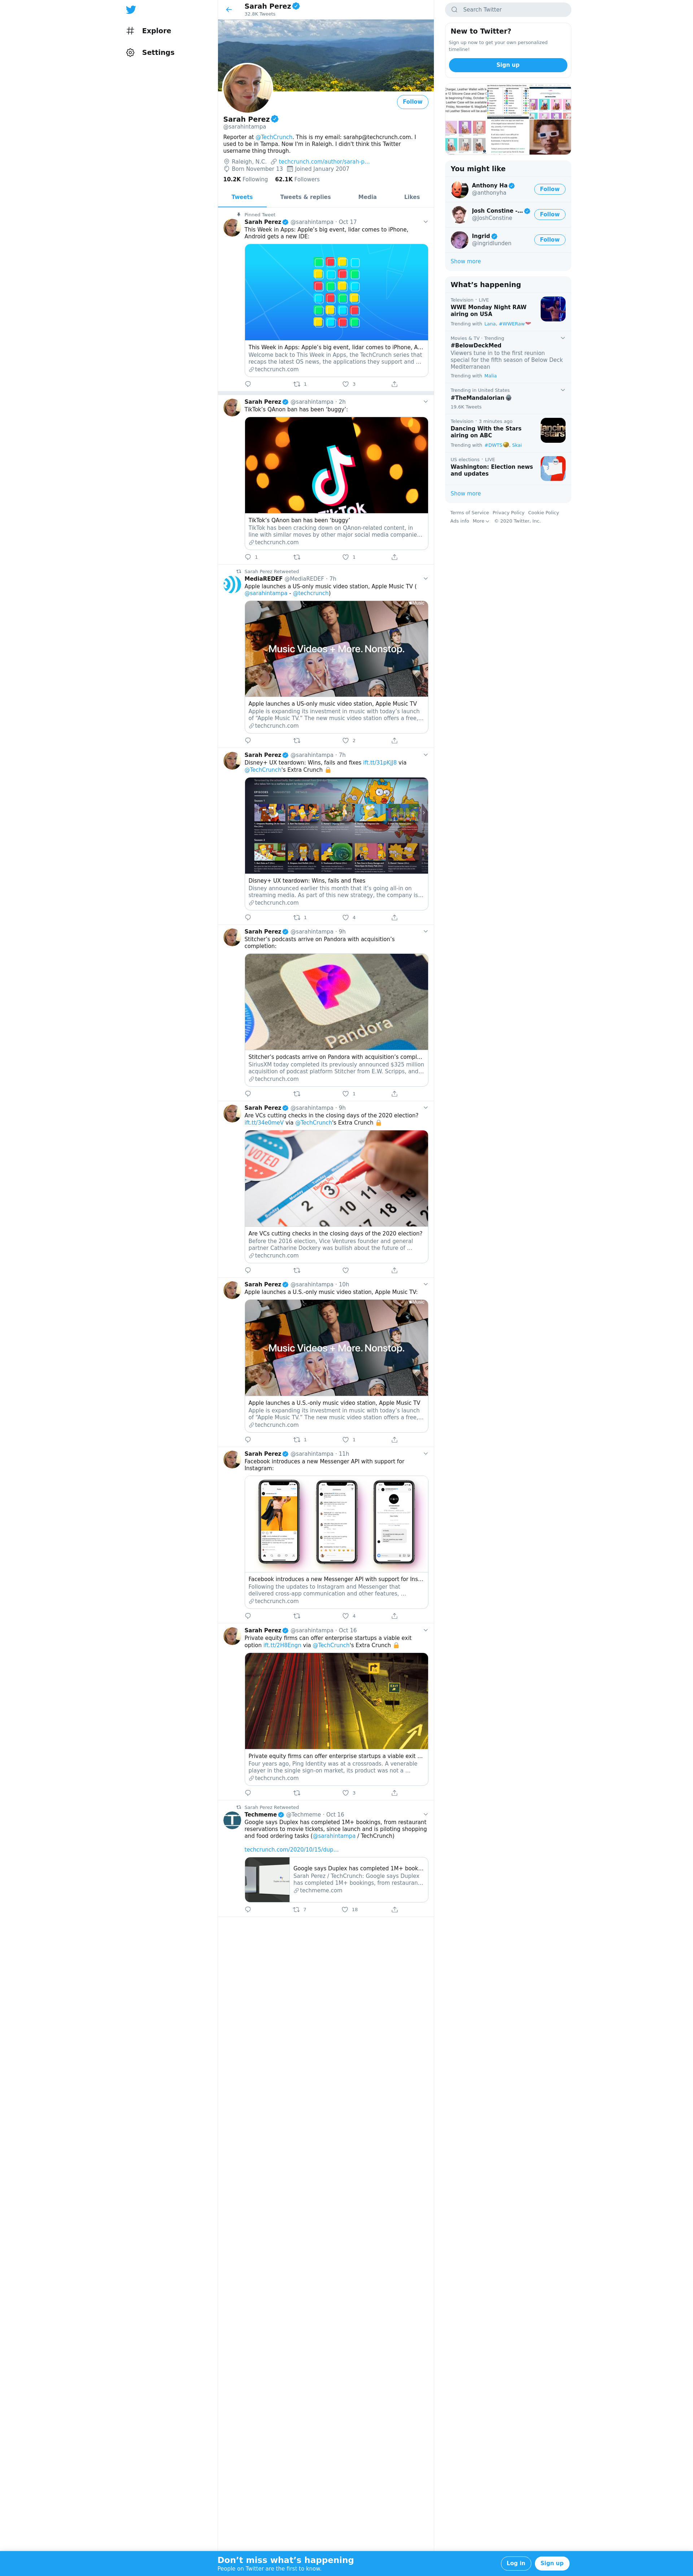 Explore
Settings
Sarah Perez
32.8K Tweets
Follow
Sarah Perez
@sarahintampa
Reporter at @TechCrunch. This is my email: sarahp@techcrunch.com. I
used to be in Tampa. Now I'm in Raleigh. I didn't think this Twitter
username thing through.
Raleigh, N.C. techcrunch.com/author/sarah-p…
Born November 13 Joined January 2007
10.2K Following 62.1K Followers
Tweets Tweets & replies Media Likes
Pinned Tweet
Sarah Perez @sarahintampa · Oct 17
This Week in Apps: Apple's big event, lidar comes to iPhone,
Android gets a new IDE:
This Week in Apps: Apple's big event, lidar comes to iPhone, A…
Welcome back to This Week in Apps, the TechCrunch series that
recaps the latest OS news, the applications they support and …
techcrunch.com
1 3
Sarah Perez @sarahintampa · 2h
TikTok's QAnon ban has been 'buggy':
TikTok
TikTok's QAnon ban has been 'buggy'
TikTok has been cracking down on QAnon-related content, in
line with similar moves by other major social media companie…
techcrunch.com
1 1
Sarah Perez Retweeted
MediaREDEF @MediaREDEF · 7h
Apple launches a US-only music video station, Apple Music TV (
@sarahintampa - @techcrunch)
Music Videos + More. Nonstop.
Apple launches a US-only music video station, Apple Music TV
Apple is expanding its investment in music with today's launch
of "Apple Music TV." The new music video station offers a free,…
techcrunch.com
2
Sarah Perez @sarahintampa · 7h
Disney+ UX teardown: Wins, fails and fixes ift.tt/31pKjJ8 via
@TechCrunch's Extra Crunch 🔒
Disney+ UX teardown: Wins, fails and fixes
Disney announced earlier this month that it's going all-in on
streaming media. As part of this new strategy, the company is…
techcrunch.com
1 4
Sarah Perez @sarahintampa · 9h
Stitcher's podcasts arrive on Pandora with acquisition's
completion:
Pandora
Stitcher's podcasts arrive on Pandora with acquisition's compl…
SiriusXM today completed its previously announced $325 million
acquisition of podcast platform Stitcher from E.W. Scripps, and…
techcrunch.com
1
Sarah Perez @sarahintampa · 9h
Are VCs cutting checks in the closing days of the 2020 election?
ift.tt/34e0meV via @TechCrunch's Extra Crunch 🔒
Are VCs cutting checks in the closing days of the 2020 election?
Before the 2016 election, Vice Ventures founder and general
partner Catharine Dockery was bullish about the future of …
techcrunch.com
Sarah Perez @sarahintampa · 10h
Apple launches a U.S.-only music video station, Apple Music TV:
Music Videos + More. Nonstop.
Apple launches a U.S.-only music video station, Apple Music TV
Apple is expanding its investment in music with today's launch
of "Apple Music TV." The new music video station offers a free,…
techcrunch.com
1 1
Sarah Perez @sarahintampa · 11h
Facebook introduces a new Messenger API with support for
Instagram:
Facebook introduces a new Messenger API with support for Ins…
Following the updates to Instagram and Messenger that
delivered cross-app communication and other features, …
techcrunch.com
4
Sarah Perez @sarahintampa · Oct 16
Private equity firms can offer enterprise startups a viable exit
option ift.tt/2H8Engn via @TechCrunch's Extra Crunch 🔒
Private equity firms can offer enterprise startups a viable exit …
Four years ago, Ping Identity was at a crossroads. A venerable
player in the single sign-on market, its product was not a …
techcrunch.com
3
Sarah Perez Retweeted
Techmeme @Techmeme · Oct 16
Google says Duplex has completed 1M+ bookings, from restaurant
reservations to movie tickets, since launch and is piloting shopping
and food ordering tasks (@sarahintampa / TechCrunch)
techcrunch.com/2020/10/15/dup…
Google says Duplex has completed 1M+ book…
Sarah Perez / TechCrunch: Google says Duplex
has completed 1M+ bookings, from restauran…
techmeme.com
7 16
Search Twitter
New to Twitter?
Sign up now to get your own personalized
timeline!
Sign up
You might like
Anthony Ha
@anthonyha
Follow
Josh Constine -…
@JoshConstine
Follow
Ingrid
@ingridlunden
Follow
Show more
What's happening
Television · LIVE
WWE Monday Night RAW
airing on USA
Trending with Lana, #WWERaw
Movies & TV · Trending
#BelowDeckMed
Viewers tune in to the first reunion
special for the fifth season of Below Deck
Mediterranean
Trending with Malia
Trending in United States
#TheMandalorian
19.6K Tweets
Television · 3 minutes ago
Dancing With the Stars
airing on ABC
Trending with #DWTS, Skai
US elections · LIVE
Washington: Election news
and updates
Show more
Terms of Service Privacy Policy Cookie Policy
Ads info More © 2020 Twitter, Inc.
Don't miss what's happening
People on Twitter are the first to know.
Log in Sign up